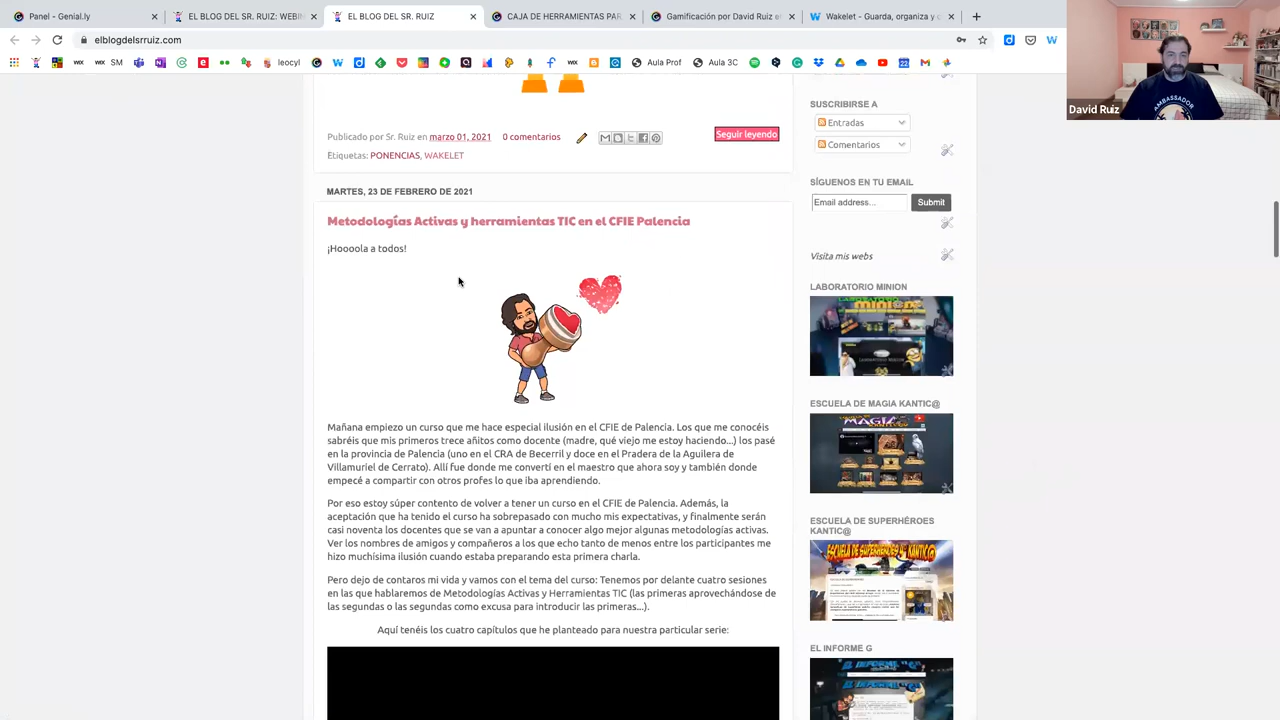 Panel - Genial.ly
EL BLOG DEL SR. RUIZ: WEBIN
EL BLOG DEL SR. RUIZ
CAJA DE HERRAMIENTAS PAR
Gamificación por David Ruiz en
Wakelet - Guarda, organiza y
elblogdelsrruiz.com
SM
leocyl
Aula Prof
Aula 3C
AMBASSADOR
David Ruiz
Publicado por Sr. Ruiz en marzo 01, 2021 0 comentarios
Seguir leyendo
Etiquetas: PONENCIAS, WAKELET
MARTES, 23 DE FEBRERO DE 2021
Metodologías Activas y herramientas TIC en el CFIE Palencia
¡Hoooola a todos!
Mañana empiezo un curso que me hace especial ilusión en el CFIE de Palencia. Los que me conocéis
sabréis que mis primeros trece añitos como docente (madre, qué viejo me estoy haciendo...) los pasé
en la provincia de Palencia (uno en el CRA de Becerril y doce en el Pradera de la Aguilera de
Villamuriel de Cerrato). Allí fue donde me convertí en el maestro que ahora soy y también donde
empecé a compartir con otros profes lo que iba aprendiendo.
Por eso estoy súper contento de volver a tener un curso en el CFIE de Palencia. Además, la
aceptación que ha tenido el curso ha sobrepasado con mucho mis expectativas, y finalmente serán
casi noventa los docentes que se van a apuntar a conocer algo mejor algunas metodologías activas.
Ver los nombres de amigos y compañeros a los que echo tanto de menos entre los participantes me
hizo muchísima ilusión cuando estaba preparando esta primera charla.
Pero dejo de contaros mi vida y vamos con el tema del curso: Tenemos por delante cuatro sesiones
en las que hablaremos de Metodologías Activas y Herramientas TIC (las primeras aprovechándose de
las segundas o las segundas como excusa para introducir las primeras...).
Aquí tenéis los cuatro capítulos que he planteado para nuestra particular serie:
SUSCRIBIRSE A
Entradas
Comentarios
SÍGUENOS EN TU EMAIL
Email address...
Submit
Visita mis webs
LABORATORIO MINION
ESCUELA DE MAGIA KANTIC@
ESCUELA DE SUPERHÉROES
KANTIC@
ESCUELA DE SUPERHÉROES 4º KANTIC@
EL INFORME G
EL INFORME G